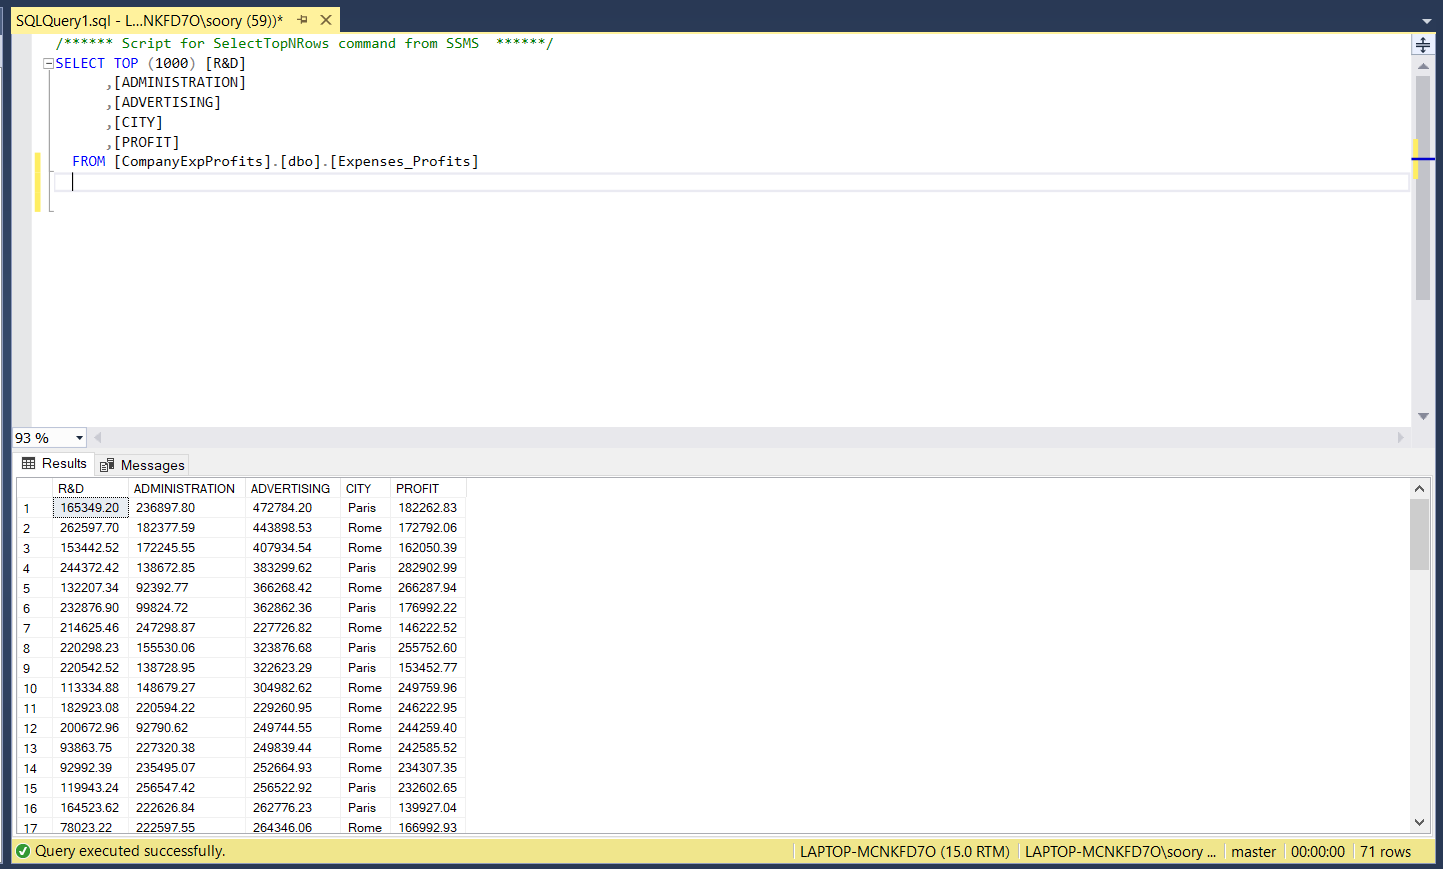 SQLQuery1.sql - L...NKFD7O\soory (59))*
/****** Script for SelectTopNRows command from SSMS  ******/
SELECT TOP (1000) [R&D]
,[ADMINISTRATION]
,[ADVERTISING]
,[CITY]
,[PROFIT]
FROM [CompanyExpProfits].[dbo].[Expenses_Profits]
93 %
Results Messages
R&D ADMINISTRATION ADVERTISING CITY PROFIT
1 165349.20 236897.80 472784.20 Paris 182262.83
2 262597.70 182377.59 443898.53 Rome 172792.06
3 153442.52 172245.55 407934.54 Rome 162050.39
4 244372.42 138672.85 383299.62 Paris 282902.99
5 132207.34 92392.77 366268.42 Rome 266287.94
6 232876.90 99824.72 362862.36 Paris 176992.22
7 214625.46 247298.87 227726.82 Rome 146222.52
8 220298.23 155530.06 323876.68 Paris 255752.60
9 220542.52 138728.95 322623.29 Paris 153452.77
10 113334.88 148679.27 304982.62 Rome 249759.96
11 182923.08 220594.22 229260.95 Rome 246222.95
12 200672.96 92790.62 249744.55 Rome 244259.40
13 93863.75 227320.38 249839.44 Rome 242585.52
14 92992.39 235495.07 252664.93 Rome 234307.35
15 119943.24 256547.42 256522.92 Paris 232602.65
16 164523.62 222626.84 262776.23 Paris 139927.04
17 78023.22 222597.55 264346.06 Rome 166992.93
Query executed successfully. LAPTOP-MCNKFD7O (15.0 RTM) LAPTOP-MCNKFD7O\soory ... master 00:00:00 71 rows